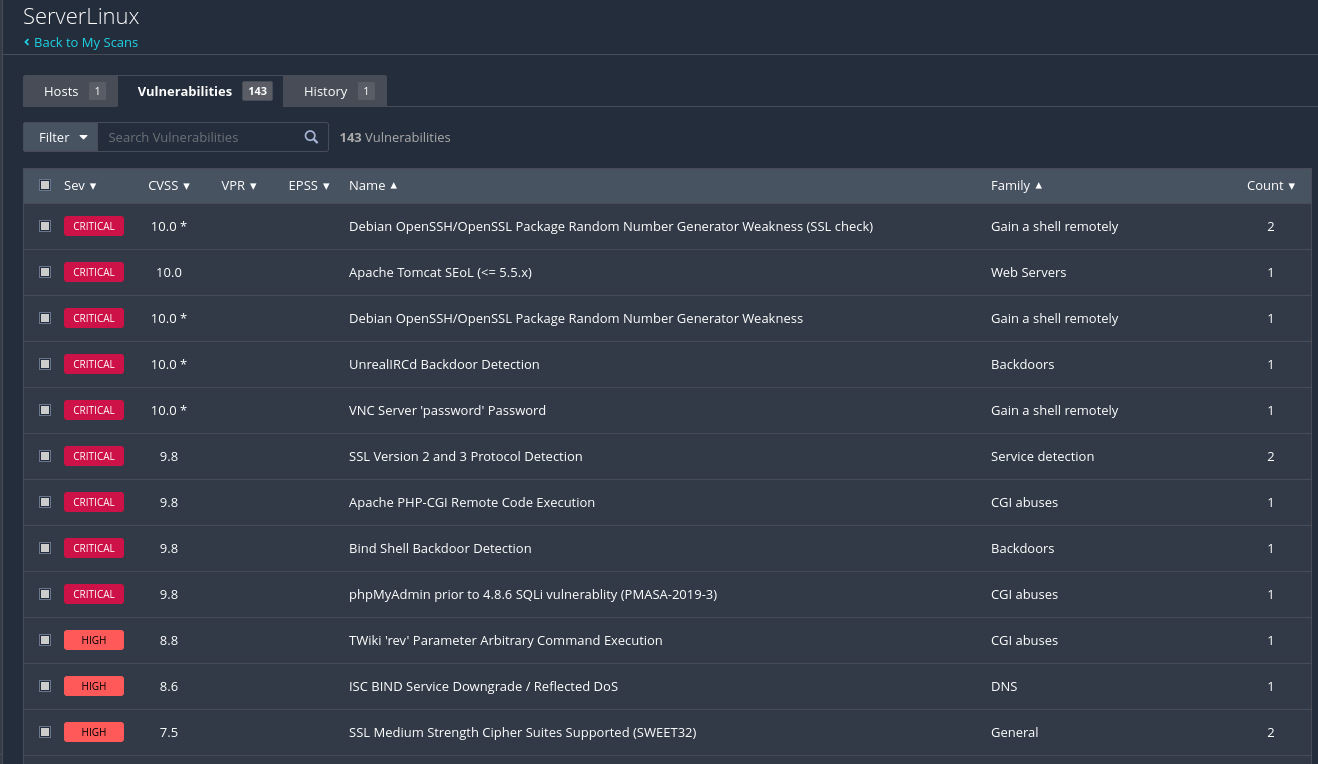 ServerLinux
‹ Back to My Scans
Hosts 1 Vulnerabilities 143 History 1
Filter ▼ Search Vulnerabilities 143 Vulnerabilities
Sev ▼ CVSS ▼ VPR ▼ EPSS ▼ Name ▲ Family ▲ Count ▼
CRITICAL 10.0 * Debian OpenSSH/OpenSSL Package Random Number Generator Weakness (SSL check) Gain a shell remotely 2
CRITICAL 10.0 Apache Tomcat SEoL (<= 5.5.x) Web Servers 1
CRITICAL 10.0 * Debian OpenSSH/OpenSSL Package Random Number Generator Weakness Gain a shell remotely 1
CRITICAL 10.0 * UnrealIRCd Backdoor Detection Backdoors 1
CRITICAL 10.0 * VNC Server 'password' Password Gain a shell remotely 1
CRITICAL 9.8 SSL Version 2 and 3 Protocol Detection Service detection 2
CRITICAL 9.8 Apache PHP-CGI Remote Code Execution CGI abuses 1
CRITICAL 9.8 Bind Shell Backdoor Detection Backdoors 1
CRITICAL 9.8 phpMyAdmin prior to 4.8.6 SQLi vulnerablity (PMASA-2019-3) CGI abuses 1
HIGH 8.8 TWiki 'rev' Parameter Arbitrary Command Execution CGI abuses 1
HIGH 8.6 ISC BIND Service Downgrade / Reflected DoS DNS 1
HIGH 7.5 SSL Medium Strength Cipher Suites Supported (SWEET32) General 2